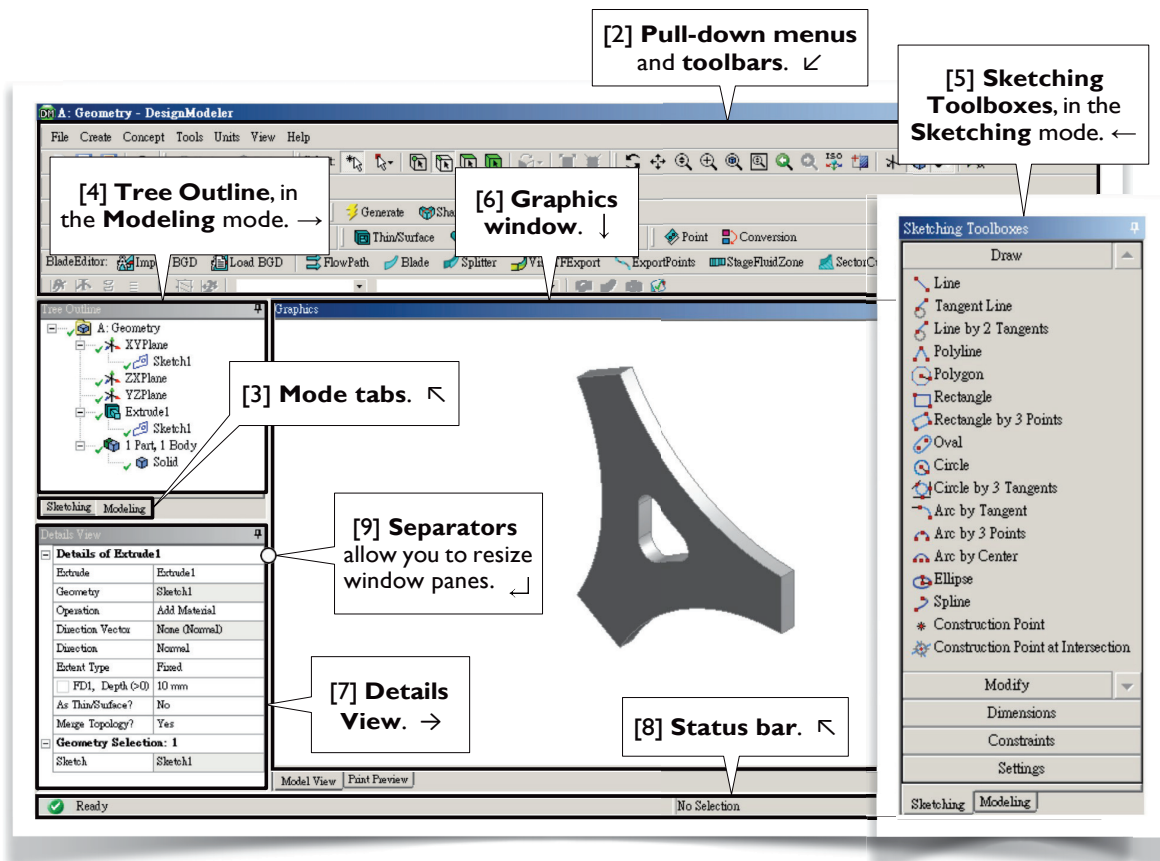 [2] Pull-down menus
and toolbars. ↙
[5] Sketching
Toolboxes, in the
Sketching mode. ←
A: Geometry - DesignModeler
File Create Concept Tools Units View Help
ISO
[4] Tree Outline, in
the Modeling mode. →
[6] Graphics
window. ↓
Generate
Thin/Surface
Point Conversion
BladeEditor: BGD Load BGD FlowPath Blade Splitter ExportPoints StageFluidZone
Tree Outline
A: Geometry
XYPlane
Sketch1
ZXPlane
YZPlane
Extrude1
Sketch1
1 Part, 1 Body
Solid
Sketching Modeling
[3] Mode tabs. ↖
Graphics
[9] Separators
allow you to resize
window panes. ↵
Details View
Details of Extrude1
Extrude Extrude1
Geometry Sketch1
Operation Add Material
Direction Vector None (Normal)
Direction Normal
Extent Type Fixed
FD1, Depth (>0) 10 mm
As Thin/Surface? No
Merge Topology? Yes
Geometry Selection: 1
Sketch Sketch1
[7] Details
View. →
[8] Status bar. ↖
Model View Print Preview
Ready No Selection
Sketching Toolboxes
Draw
Line
Tangent Line
Line by 2 Tangents
Polyline
Polygon
Rectangle
Rectangle by 3 Points
Oval
Circle
Circle by 3 Tangents
Arc by Tangent
Arc by 3 Points
Arc by Center
Ellipse
Spline
Construction Point
Construction Point at Intersection
Modify
Dimensions
Constraints
Settings
Sketching Modeling